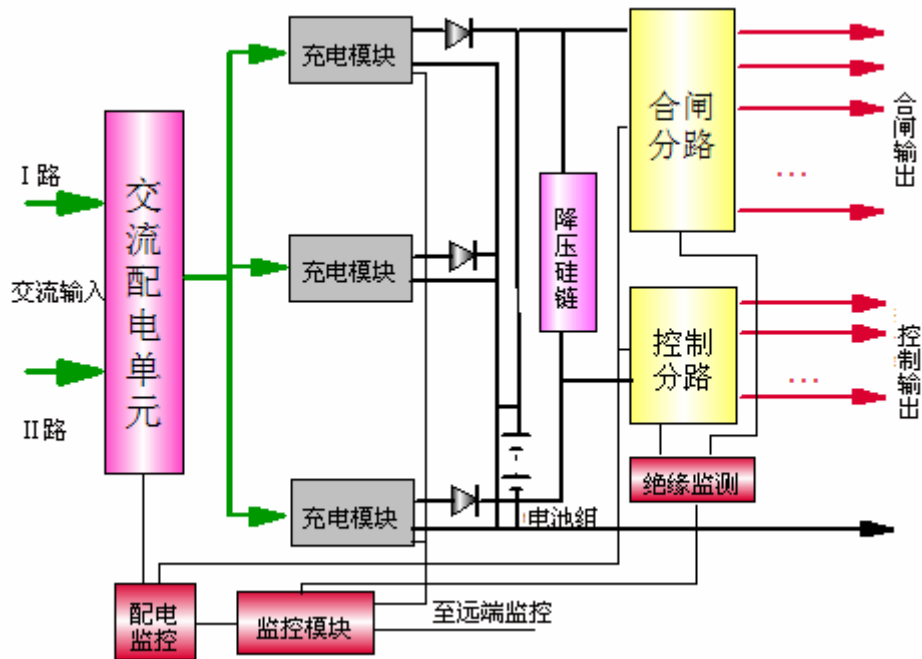 充电模块
合闸
分路
合闸输出
I 路
交流配电单元
降压硅链
充电模块
交流输入
控制
分路
控制输出
II路
绝缘监测
充电模块
电池组
配电
监控
监控模块
至远端监控